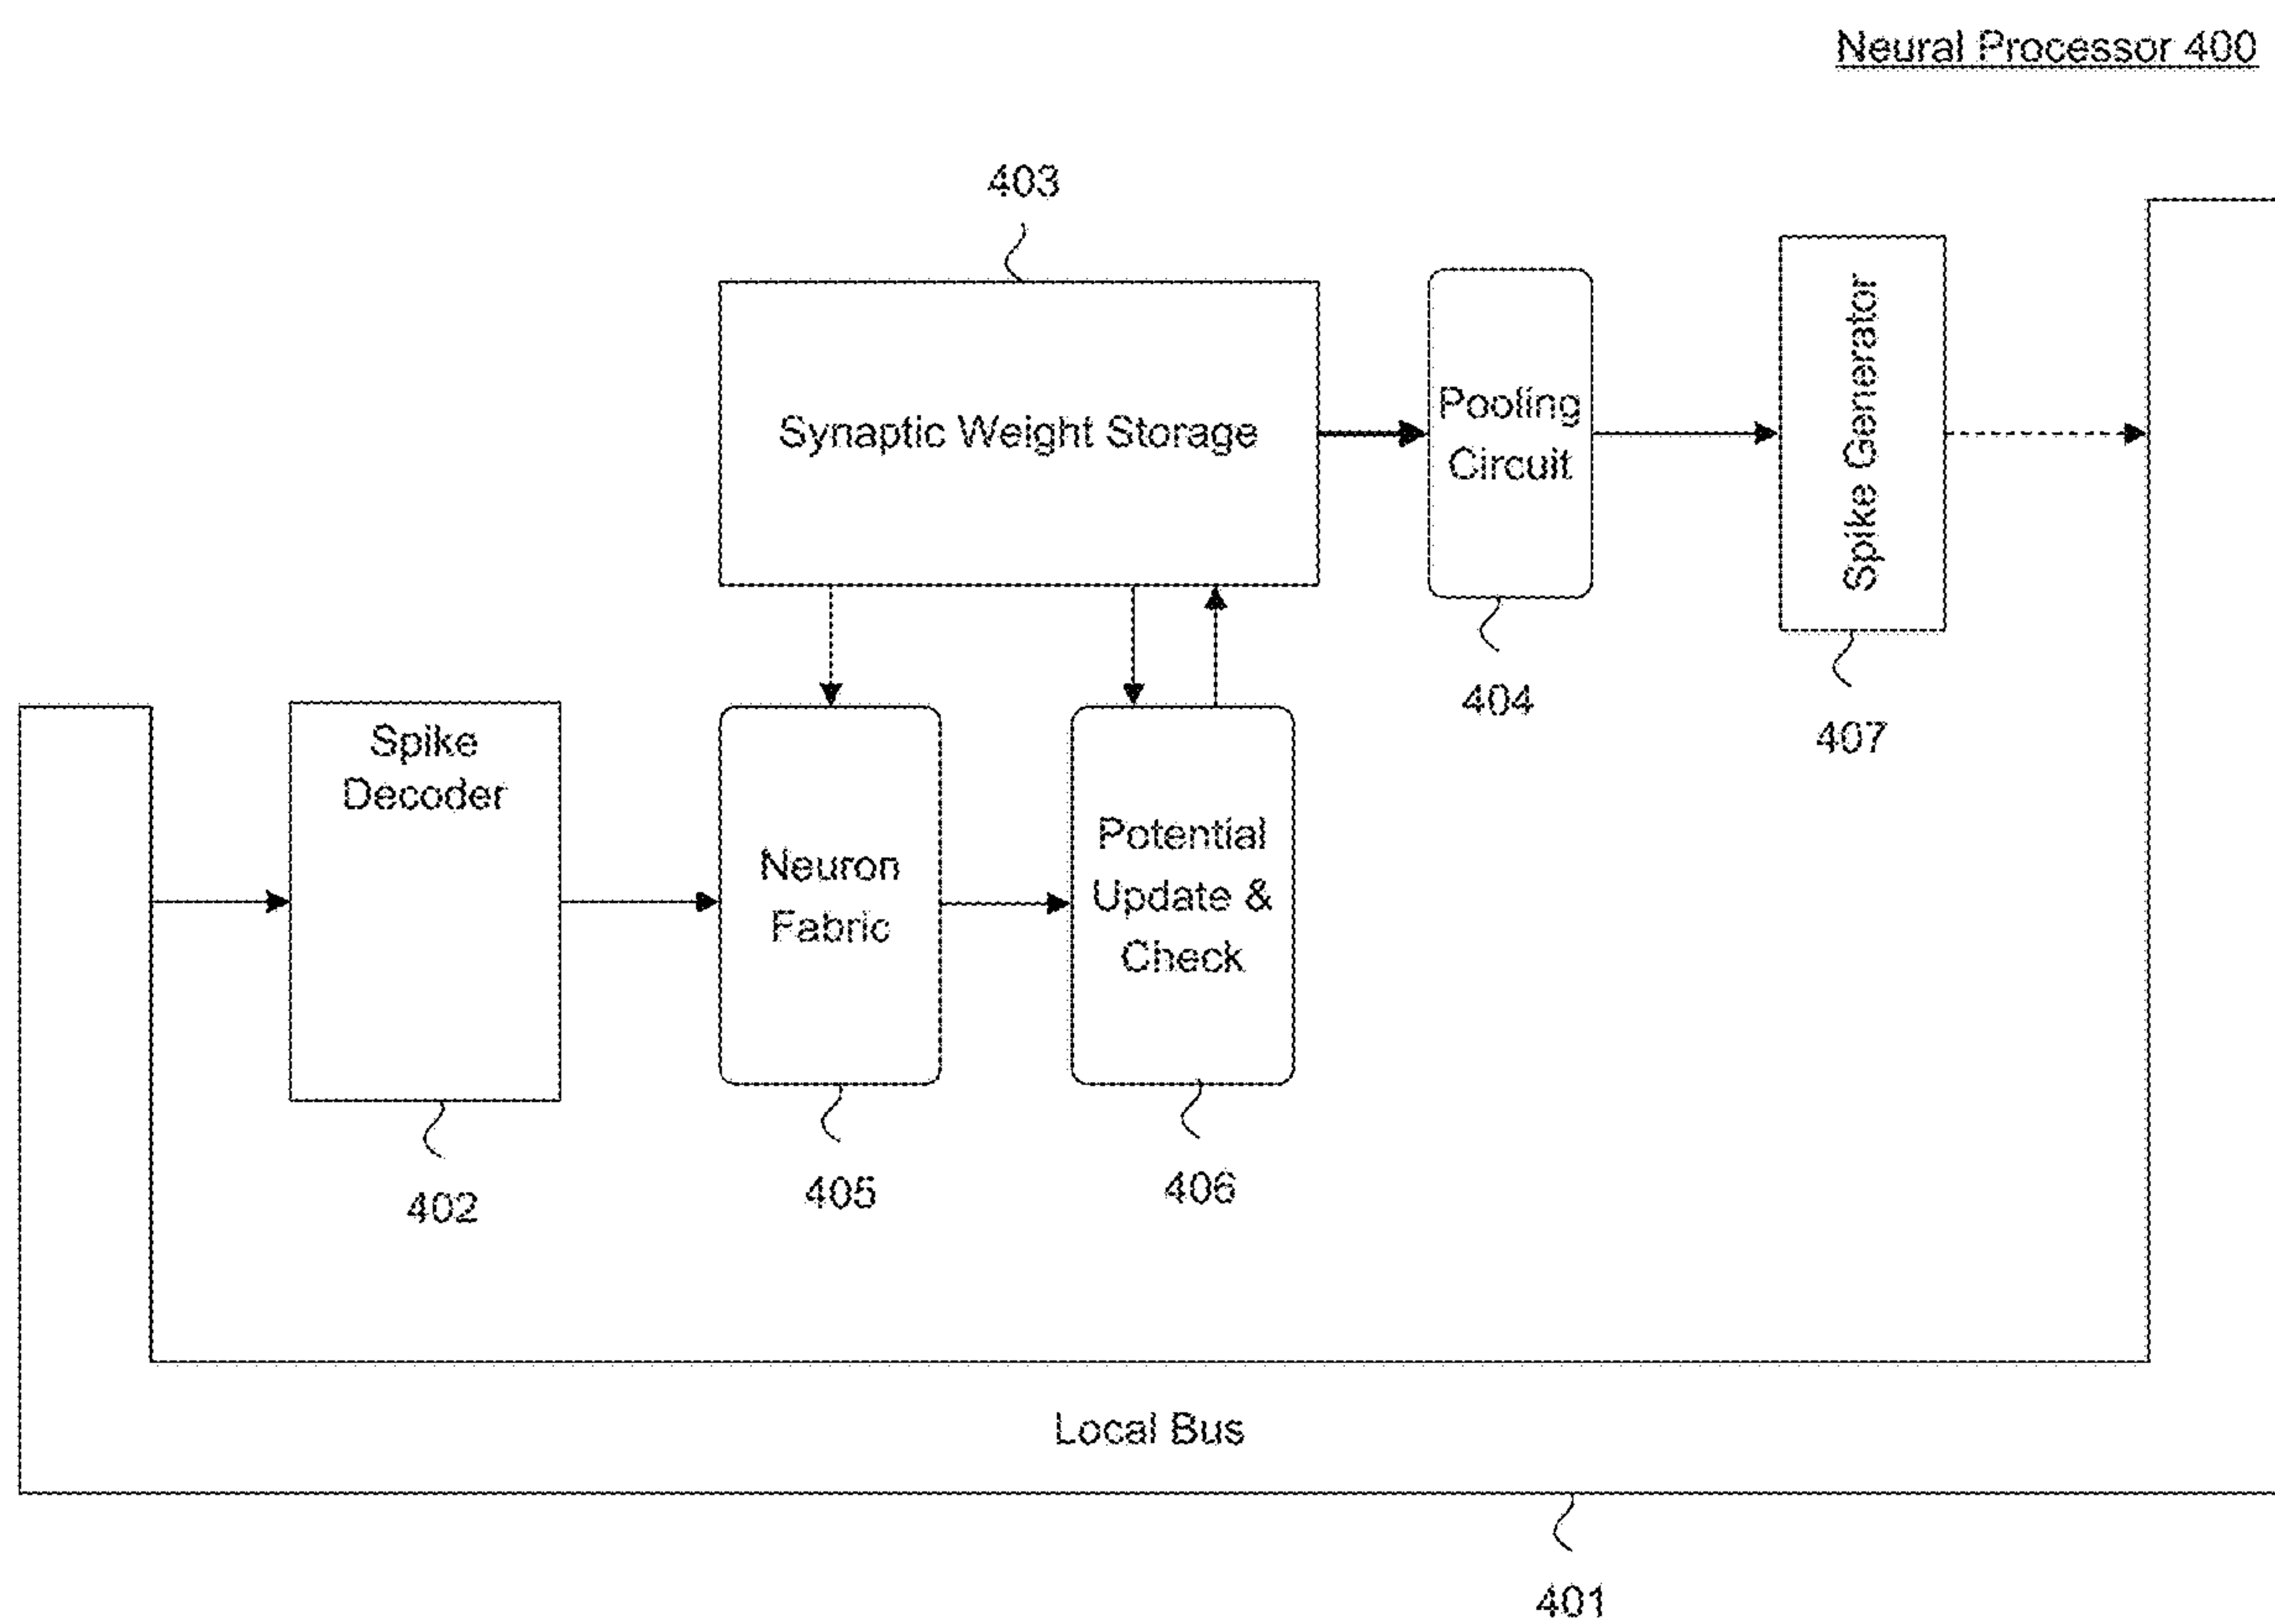 Neural Processor 400
403
Synaptic Weight Storage
Pooling
Circuit
Spike Generator
404
407
Spike
Decoder
Neuron
Fabric
Potential
Update &
Check
402
405
406
Local Bus
401